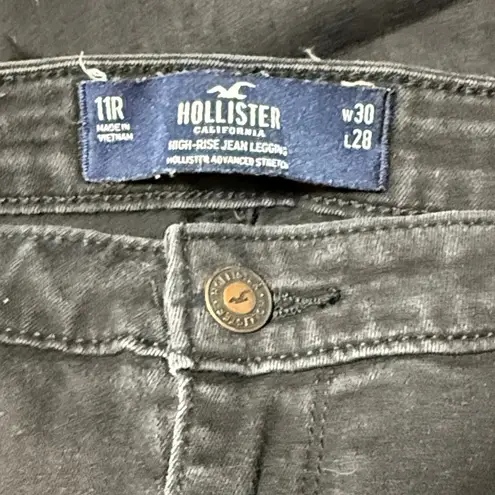 11R
MADE IN
VIETNAM
HOLLISTER
CALIFORNIA
HIGH-RISE JEAN LEGGING
HOLLISTER ADVANCED STRETCH
W30
L28